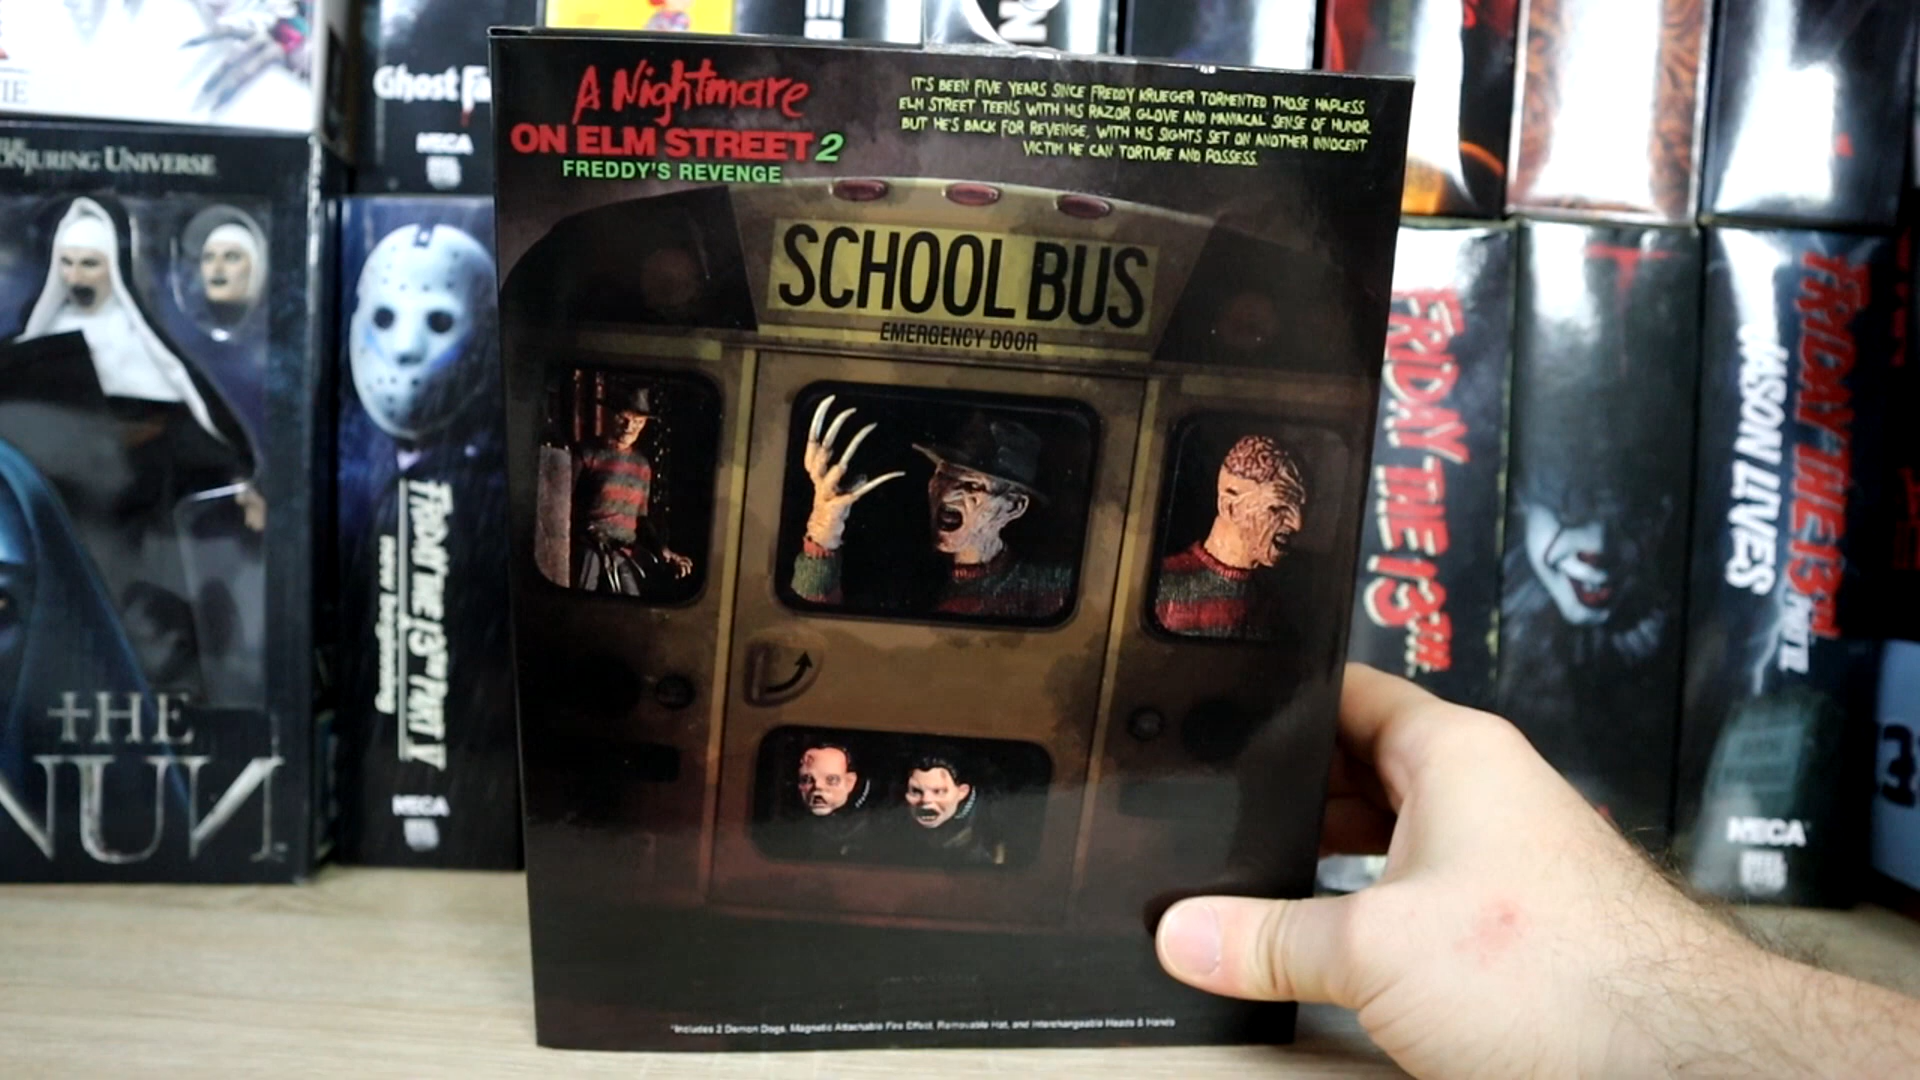 A Nightmare
ON ELM STREET 2
FREDDY'S REVENGE
IT'S BEEN FIVE YEARS SINCE FREDDY KRUEGER TORMENTED THOSE HAPLESS
ELM STREET TEENS WITH HIS RAZOR GLOVE AND MANIACAL SENSE OF HUMOR.
BUT HE'S BACK FOR REVENGE, WITH HIS SIGHTS SET ON ANOTHER INNOCENT
VICTIM HE CAN TORTURE AND POSSESS.
SCHOOL BUS
EMERGENCY DOOR
*Includes 2 Demon Dogs, Magnetic Attachable Fire Effect, Removable Hat, and Interchangeable Heads & Hands
Ghost Fa
NECA
CONJURING UNIVERSE
THE
NUN
FRIDAY THE 13TH PART V
new beginning
NECA
FRIDAY THE 13TH
FRIDAY THE 13TH
JASON LIVES
NECA